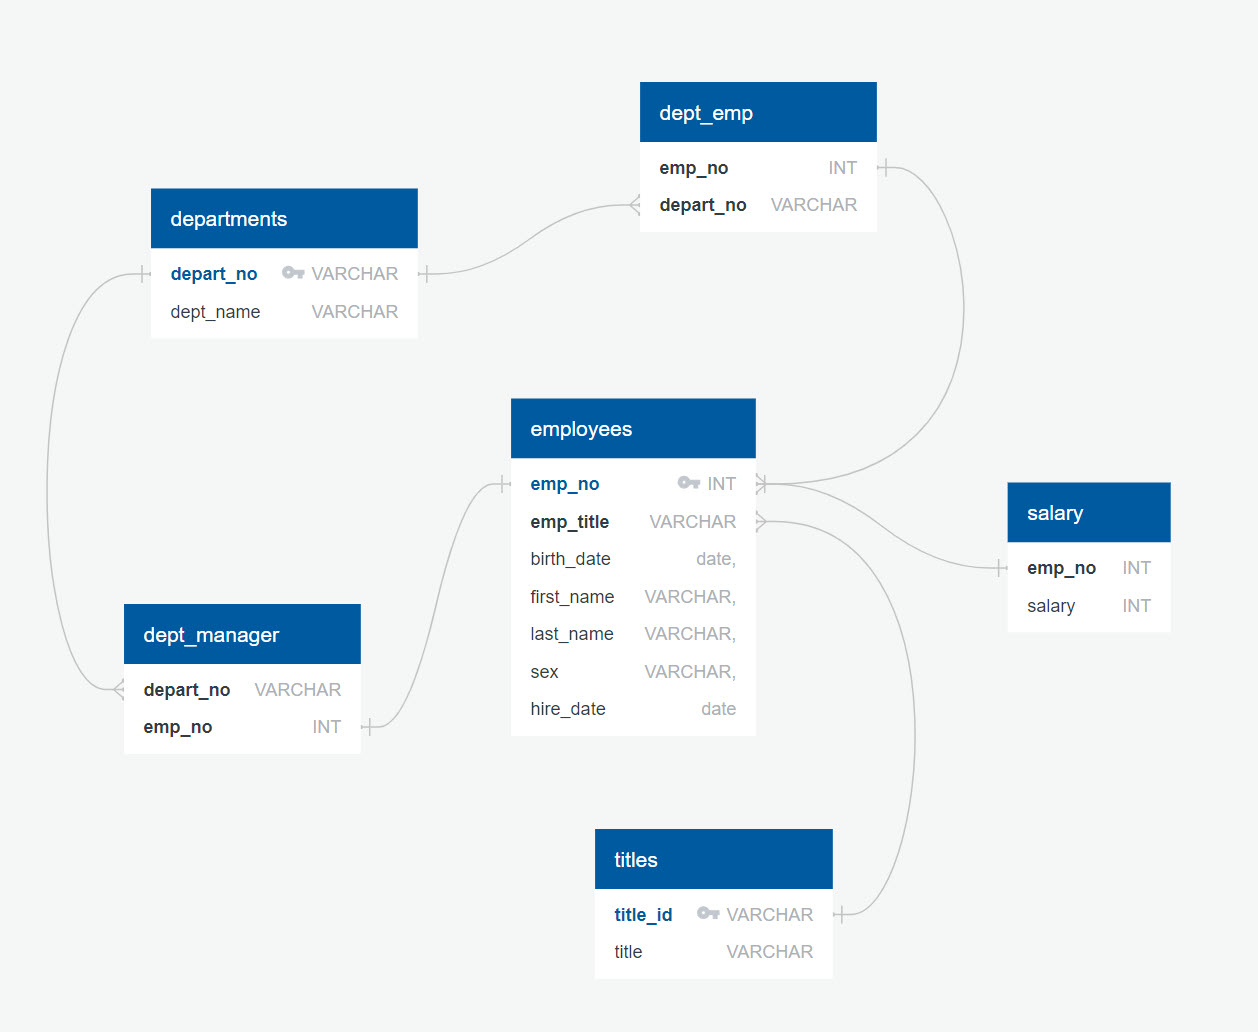 dept_emp
emp_no INT
depart_no VARCHAR
departments
depart_no VARCHAR
dept_name VARCHAR
employees
emp_no INT
emp_title VARCHAR
birth_date date,
first_name VARCHAR,
last_name VARCHAR,
sex VARCHAR,
hire_date date
salary
emp_no INT
salary INT
dept_manager
depart_no VARCHAR
emp_no INT
titles
title_id VARCHAR
title VARCHAR